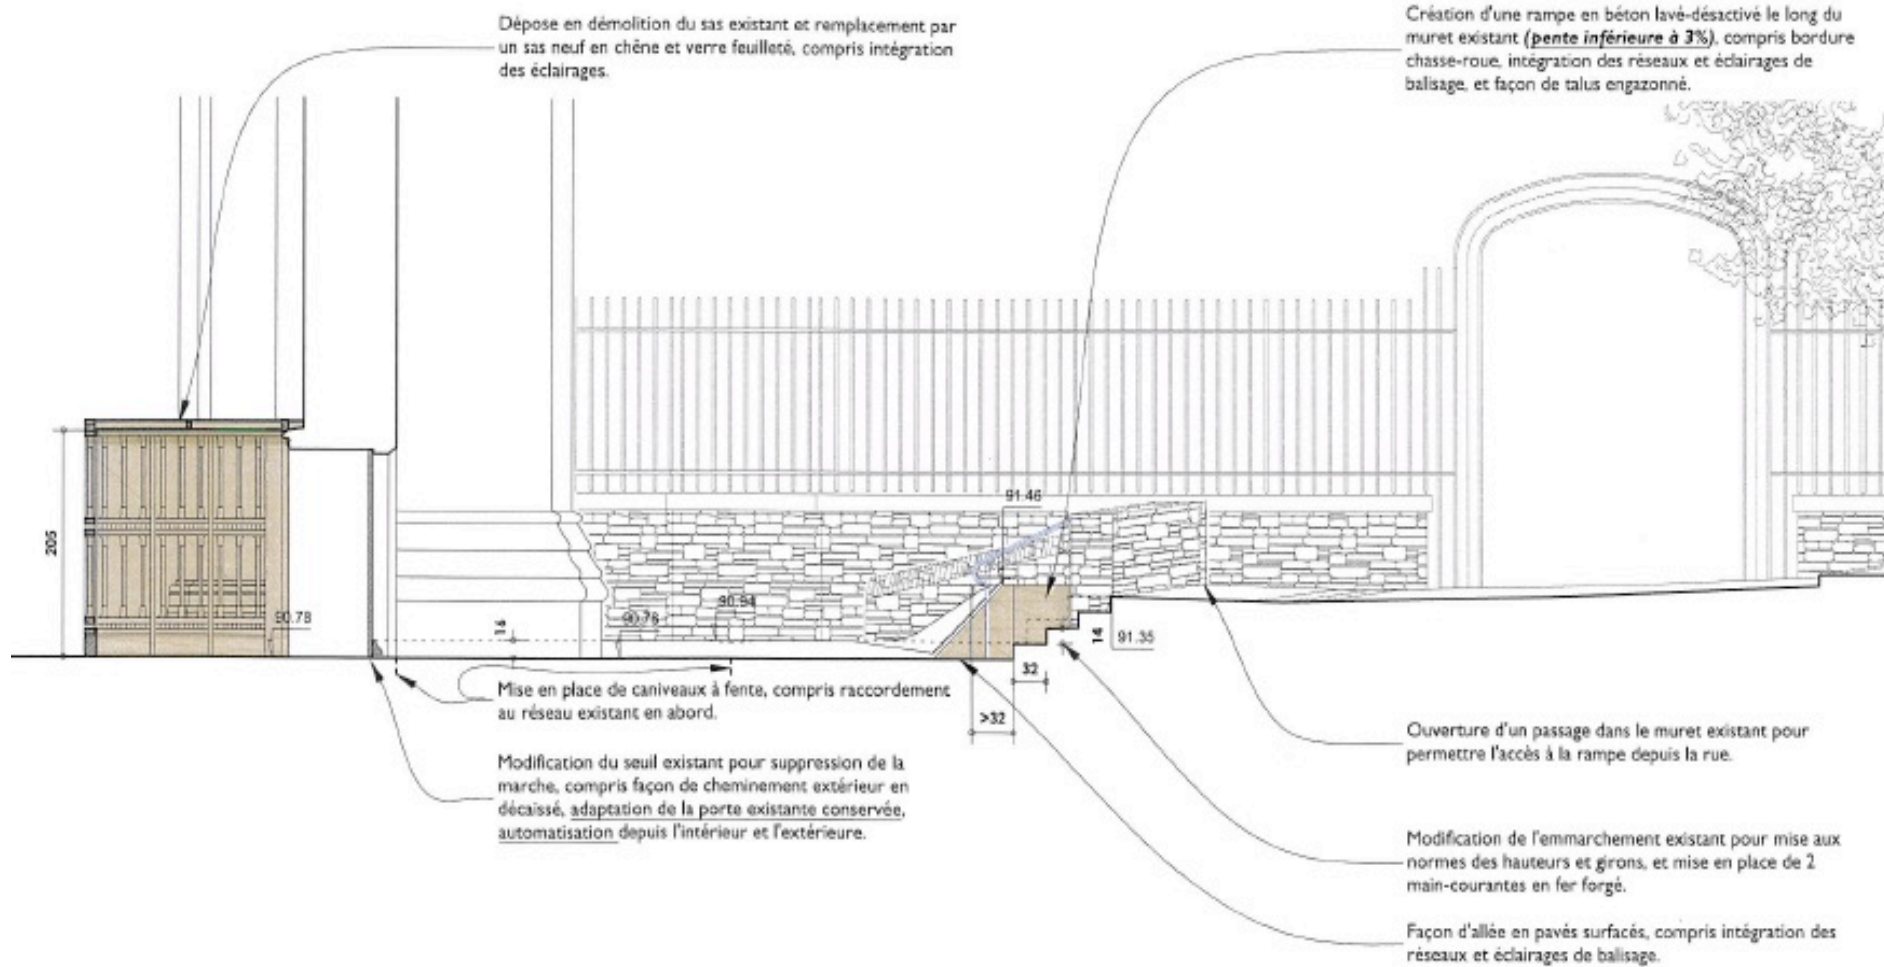 Dépose en démolition du sas existant et remplacement par
un sas neuf en chêne et verre feuilleté, compris intégration
des éclairages.
Création d'une rampe en béton lavé-désactivé le long du
muret existant (pente inférieure à 3%), compris bordure
chasse-roue, intégration des réseaux et éclairages de
balisage, et façon de talus engazonné.
91.46
205
90.78
16
90.78
90.94
14
91.35
32
>32
Mise en place de caniveaux à fente, compris raccordement
au réseau existant en abord.
Modification du seuil existant pour suppression de la
marche, compris façon de cheminement extérieur en
décaissé, adaptation de la porte existante conservée,
automatisation depuis l'intérieur et l'extérieure.
Ouverture d'un passage dans le muret existant pour
permettre l'accès à la rampe depuis la rue.
Modification de l'emmarchement existant pour mise aux
normes des hauteurs et girons, et mise en place de 2
main-courantes en fer forgé.
Façon d'allée en pavés surfacés, compris intégration des
réseaux et éclairages de balisage.